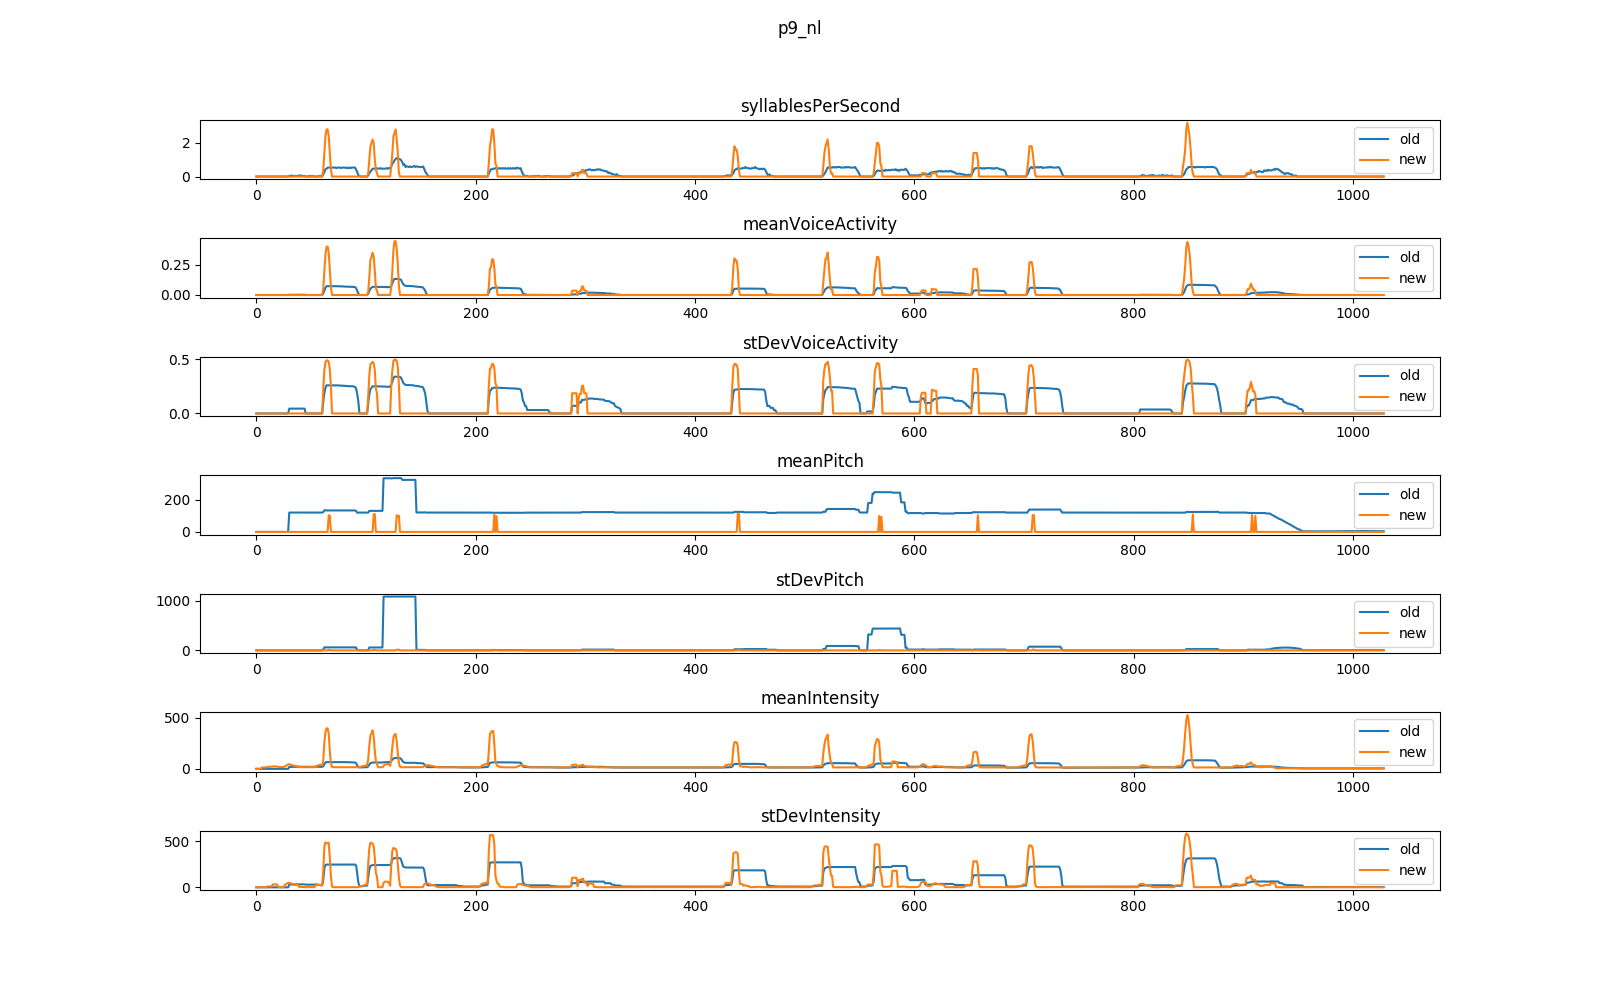 p9_nl
syllablesPerSecond
2
0
old
new
0 200 400 600 800 1000
meanVoiceActivity
0.25
0.00
old
new
0 200 400 600 800 1000
stDevVoiceActivity
0.5
0.0
old
new
0 200 400 600 800 1000
meanPitch
200
0
old
new
0 200 400 600 800 1000
stDevPitch
1000
0
old
new
0 200 400 600 800 1000
meanIntensity
500
0
old
new
0 200 400 600 800 1000
stDevIntensity
500
0
old
new
0 200 400 600 800 1000